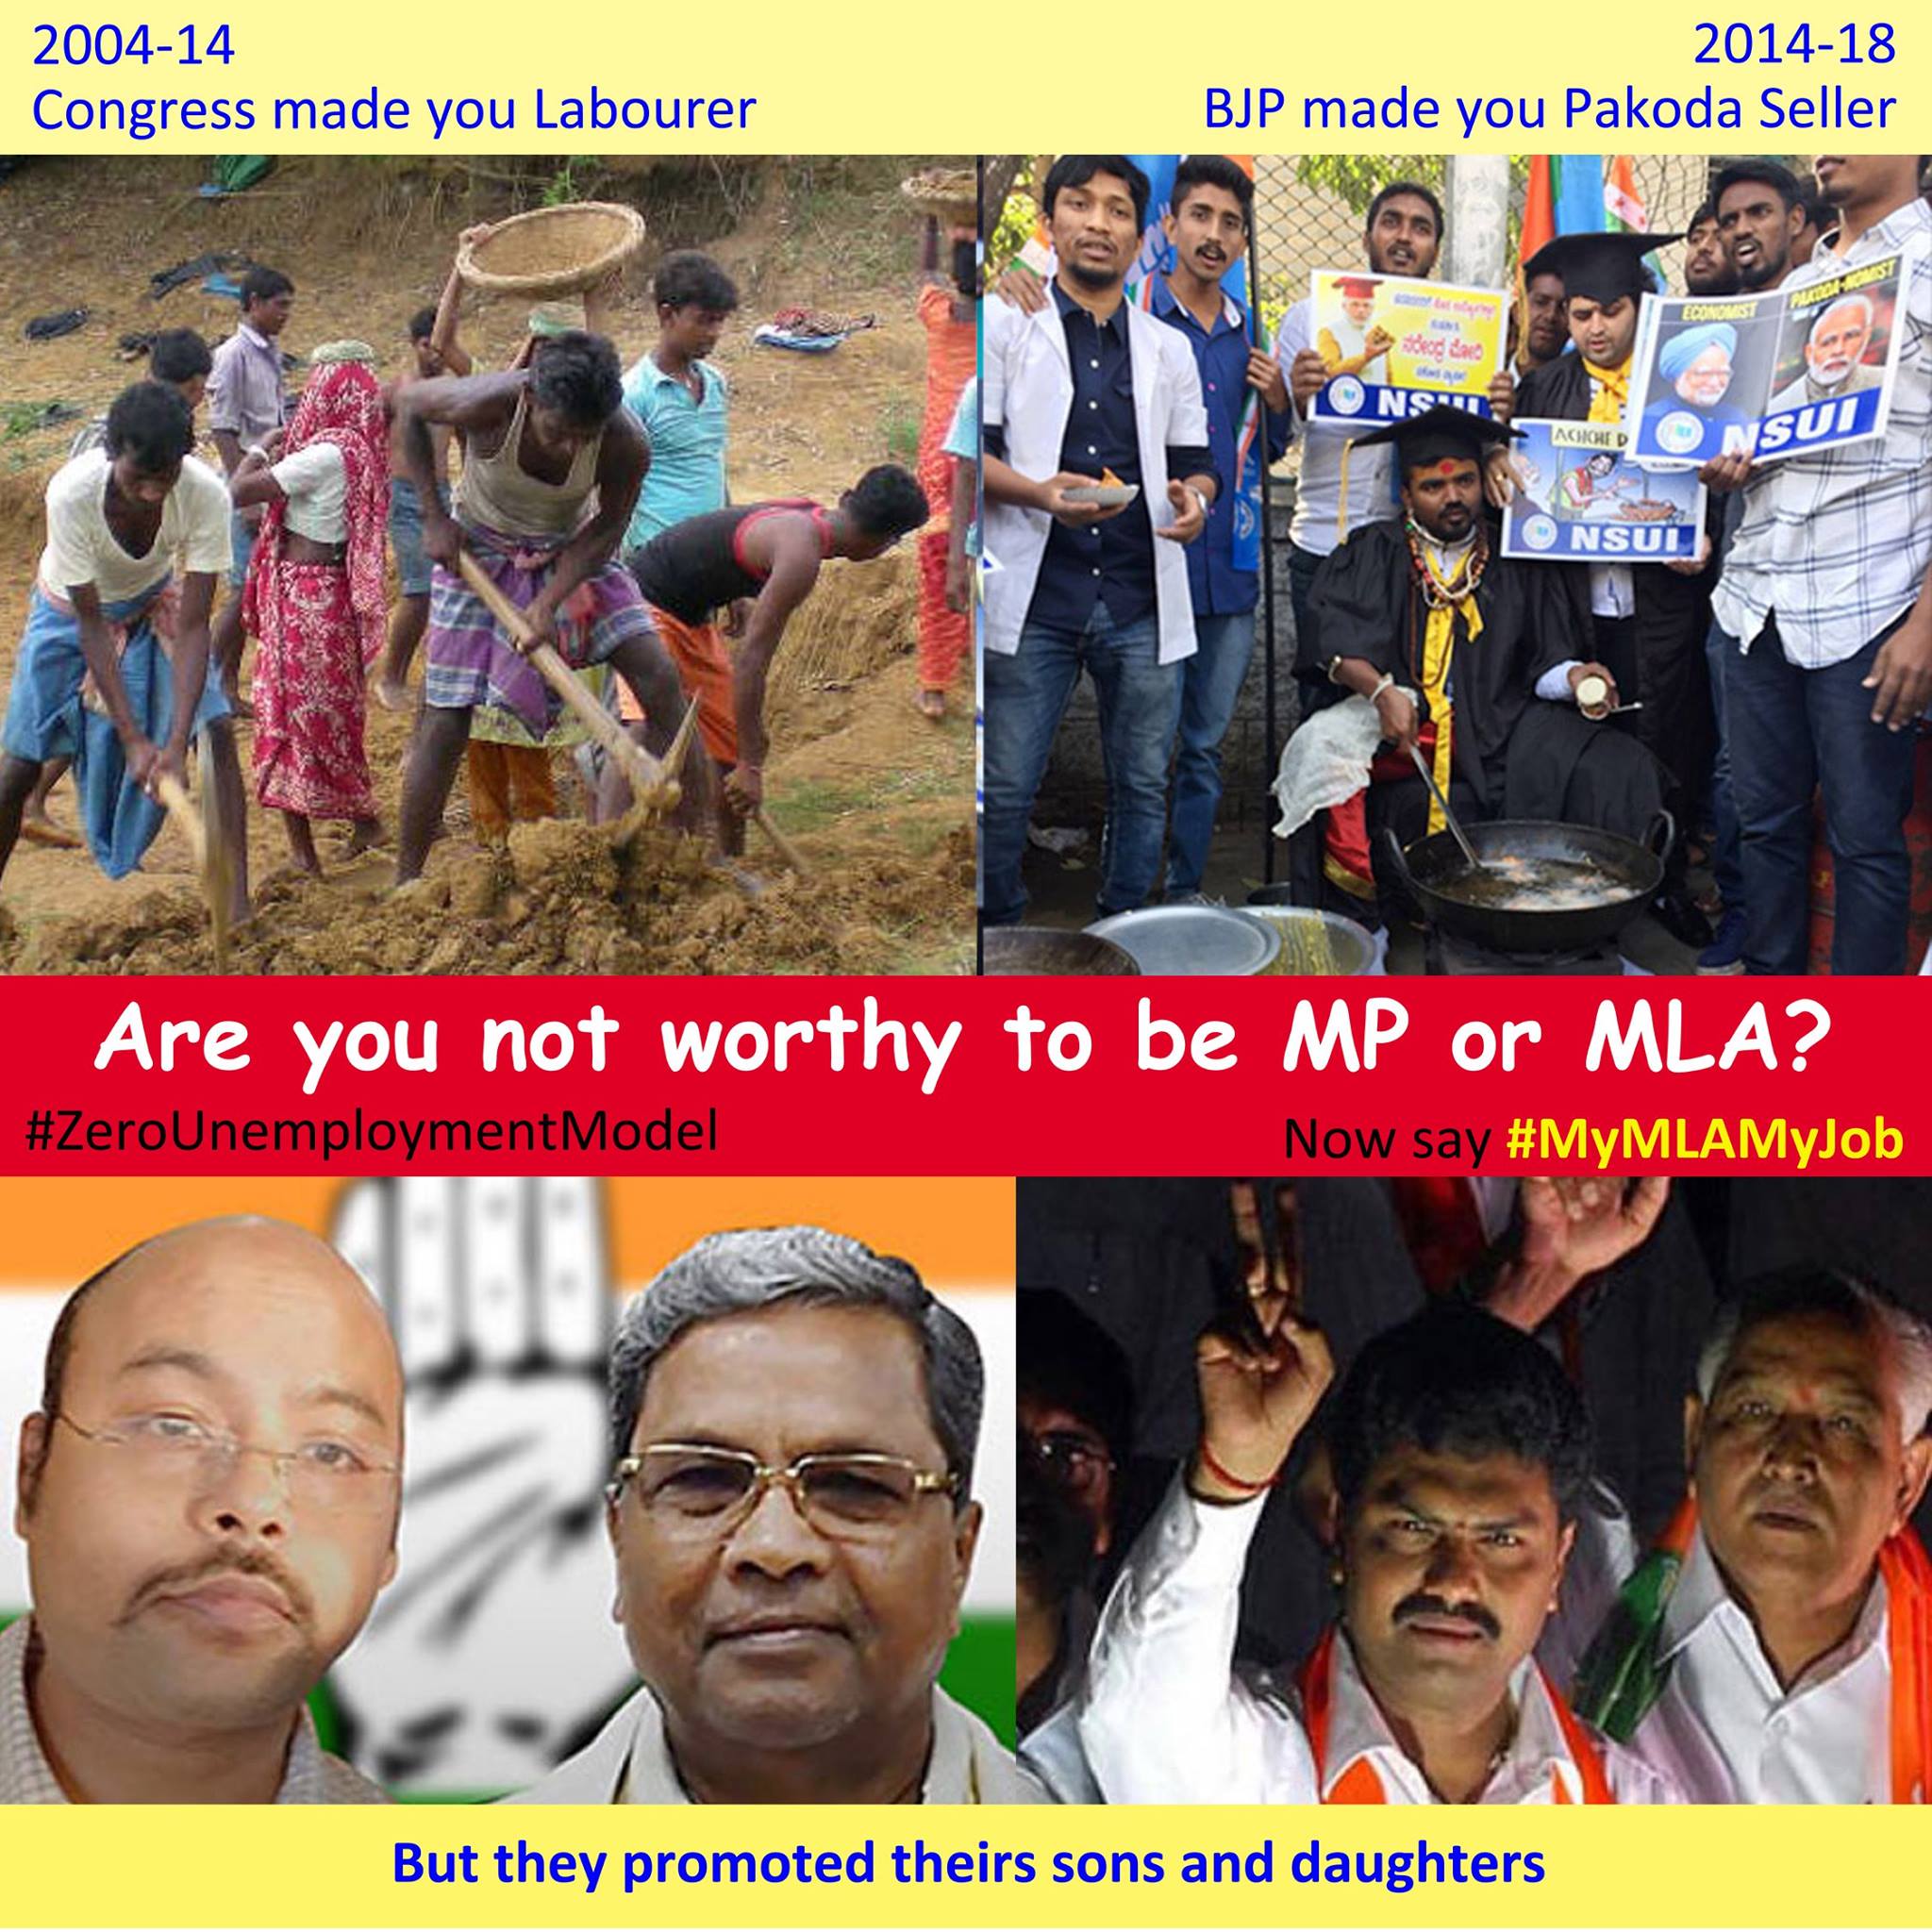 2004-14
Congress made you Labourer
2014-18
BJP made you Pakoda Seller
ನರೇಂದ್ರ ಮೋದಿ
NSUI
ECONOMIST
PAKODA-NOMIST
NSUI
ACHCHE D
NSUI
Are you not worthy to be MP or MLA?
#ZeroUnemploymentModel
Now say #MyMLAMyJob
But they promoted theirs sons and daughters